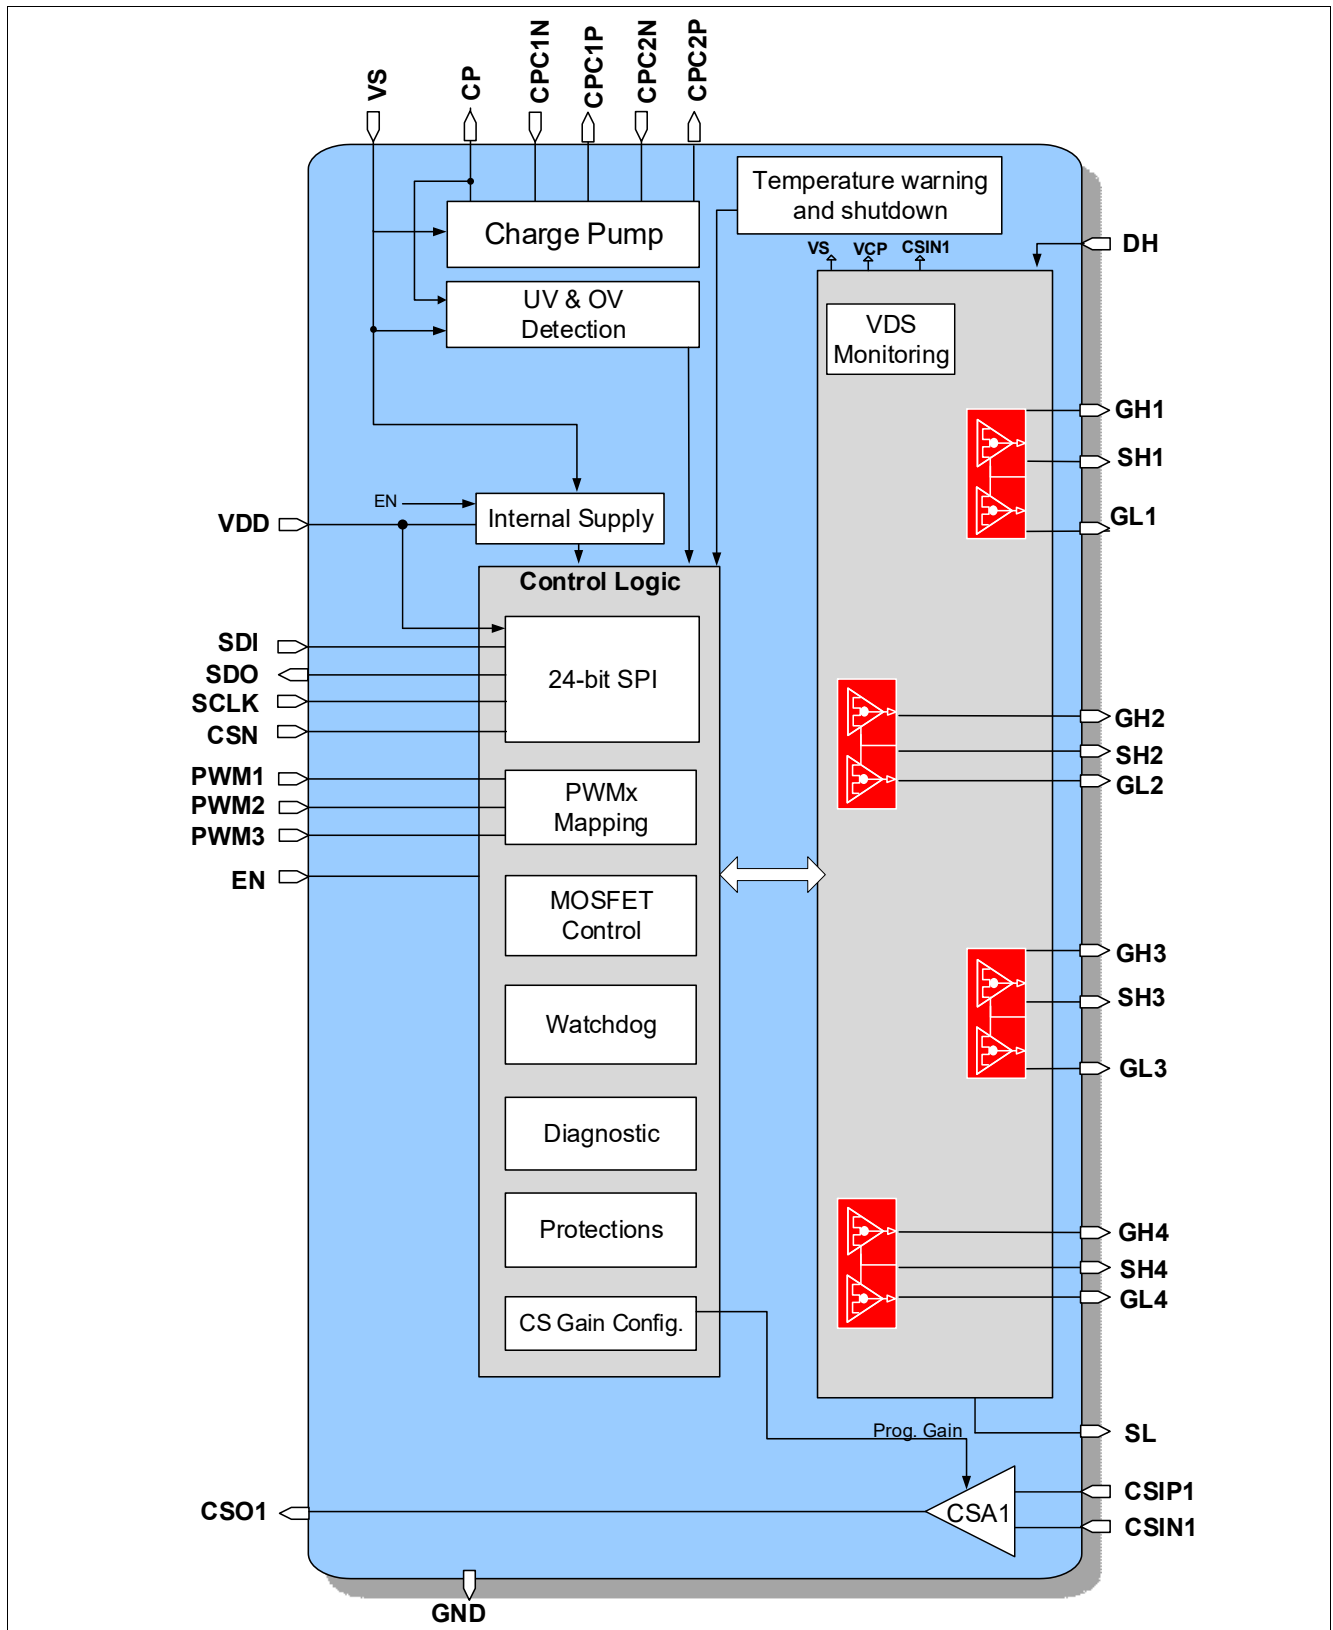 VS
CP
CPC1N
CPC1P
CPC2N
CPC2P
Temperature warning
and shutdown
Charge Pump
VS
VCP
CSIN1
DH
UV & OV
Detection
VDS
Monitoring
GH1
SH1
GL1
EN
VDD
Internal Supply
Control Logic
SDI
SDO
SCLK
CSN
24-bit SPI
GH2
SH2
GL2
PWM1
PWM2
PWM3
PWMx
Mapping
EN
MOSFET
Control
GH3
SH3
GL3
Watchdog
Diagnostic
Protections
GH4
SH4
GL4
CS Gain Config.
Prog. Gain
SL
CSIP1
CSIN1
CSA1
CSO1
GND